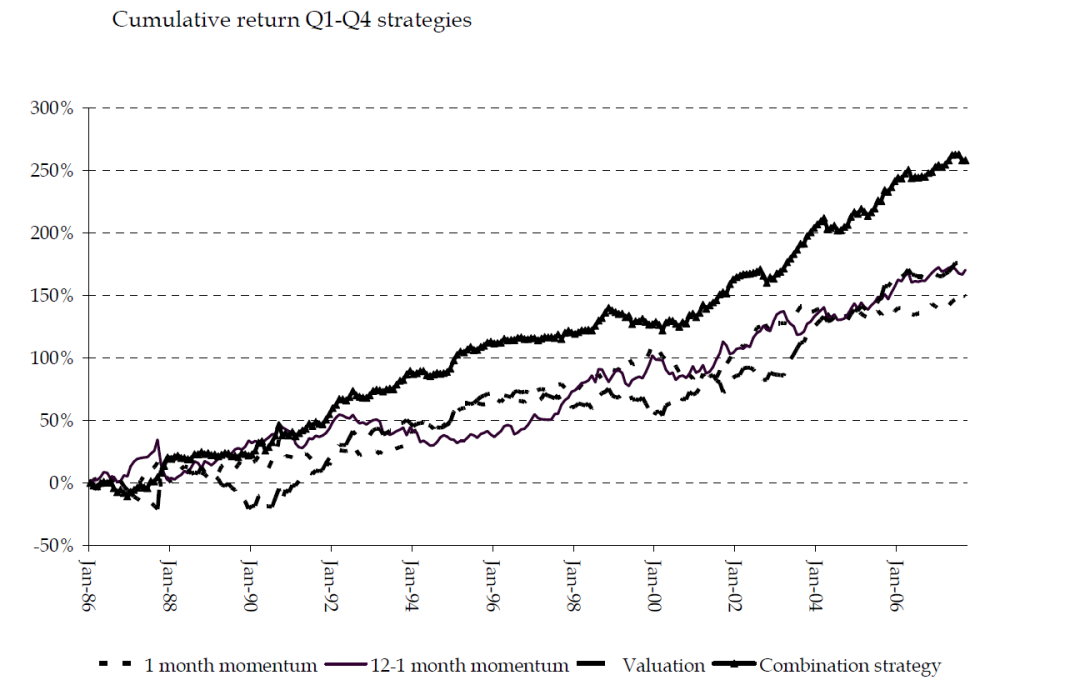 Cumulative return Q1-Q4 strategies
300%
250%
200%
150%
100%
50%
0%
-50%
Jan-86
Jan-88
Jan-90
Jan-92
Jan-94
Jan-96
Jan-98
Jan-00
Jan-02
Jan-04
Jan-06
1 month momentum 12-1 month momentum Valuation Combination strategy